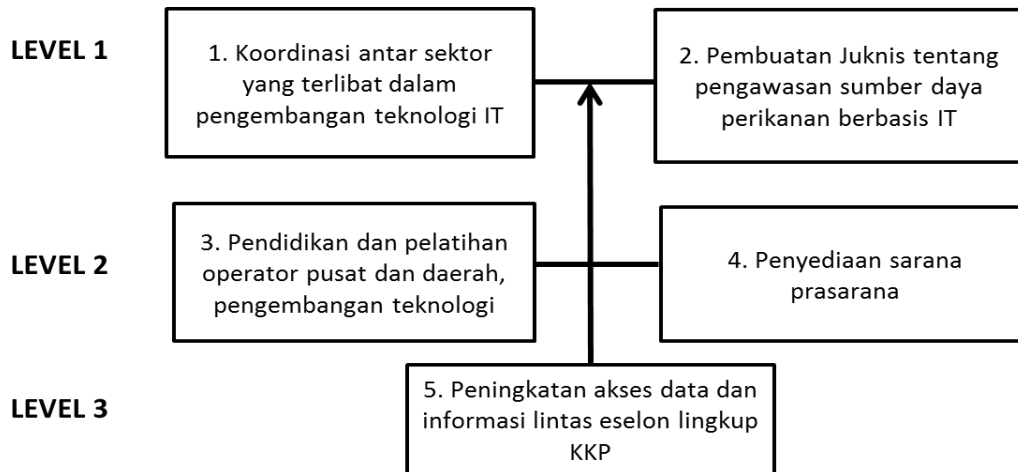 LEVEL 1
1. Koordinasi antar sektor
yang terlibat dalam
pengembangan teknologi IT
2. Pembuatan Juknis tentang
pengawasan sumber daya
perikanan berbasis IT
LEVEL 2
3. Pendidikan dan pelatihan
operator pusat dan daerah,
pengembangan teknologi
4. Penyediaan sarana
prasarana
LEVEL 3
5. Peningkatan akses data dan
informasi lintas eselon lingkup
KKP